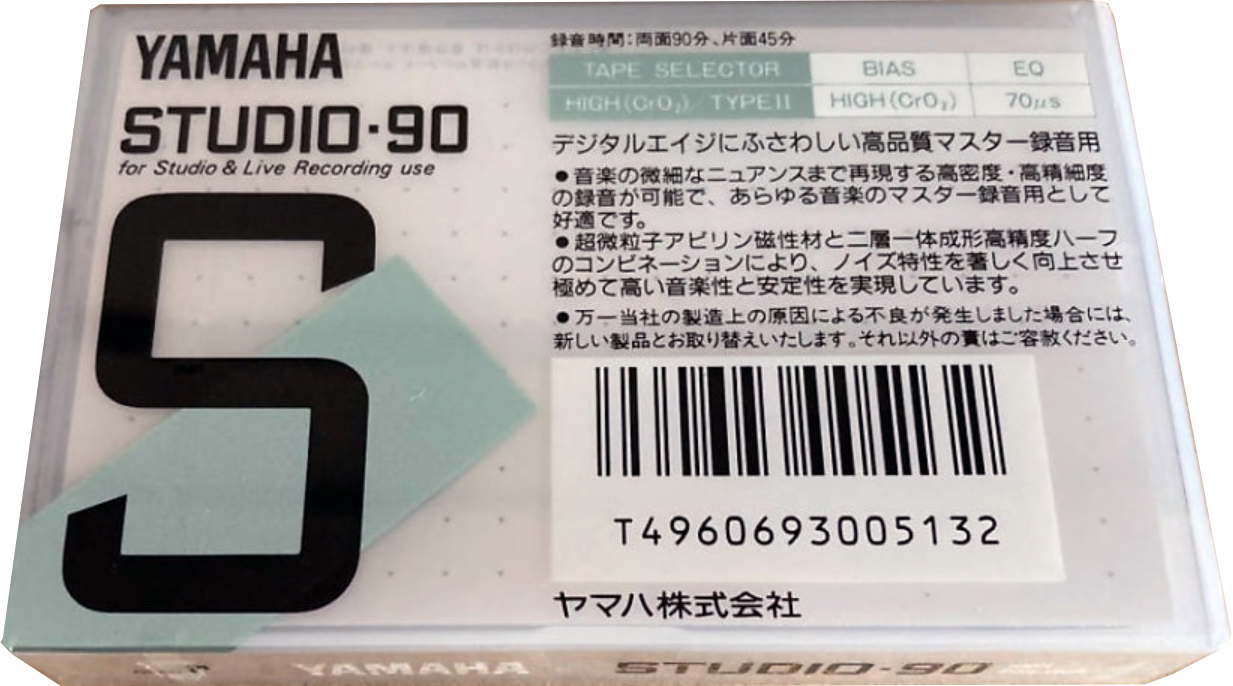 YAMAHA
STUDIO·90
for Studio & Live Recording use
S
録音時間:両面90分、片面45分
TAPE SELECTOR BIAS EQ
HIGH(CrO₂)/TYPE II HIGH(CrO₂) 70μs
デジタルエイジにふさわしい高品質マスター録音用
●音楽の微細なニュアンスまで再現する高密度・高精細度
の録音が可能で、あらゆる音楽のマスター録音用として
好適です。
●超微粒子アビリン磁性材と二層一体成形高精度ハーフ
のコンビネーションにより、ノイズ特性を著しく向上させ
極めて高い音楽性と安定性を実現しています。
●万一当社の製造上の原因による不良が発生しました場合には、
新しい製品とお取り替えいたします。それ以外の責はご容赦ください。
T4960693005132
ヤマハ株式会社
YAMAHA STUDIO·90